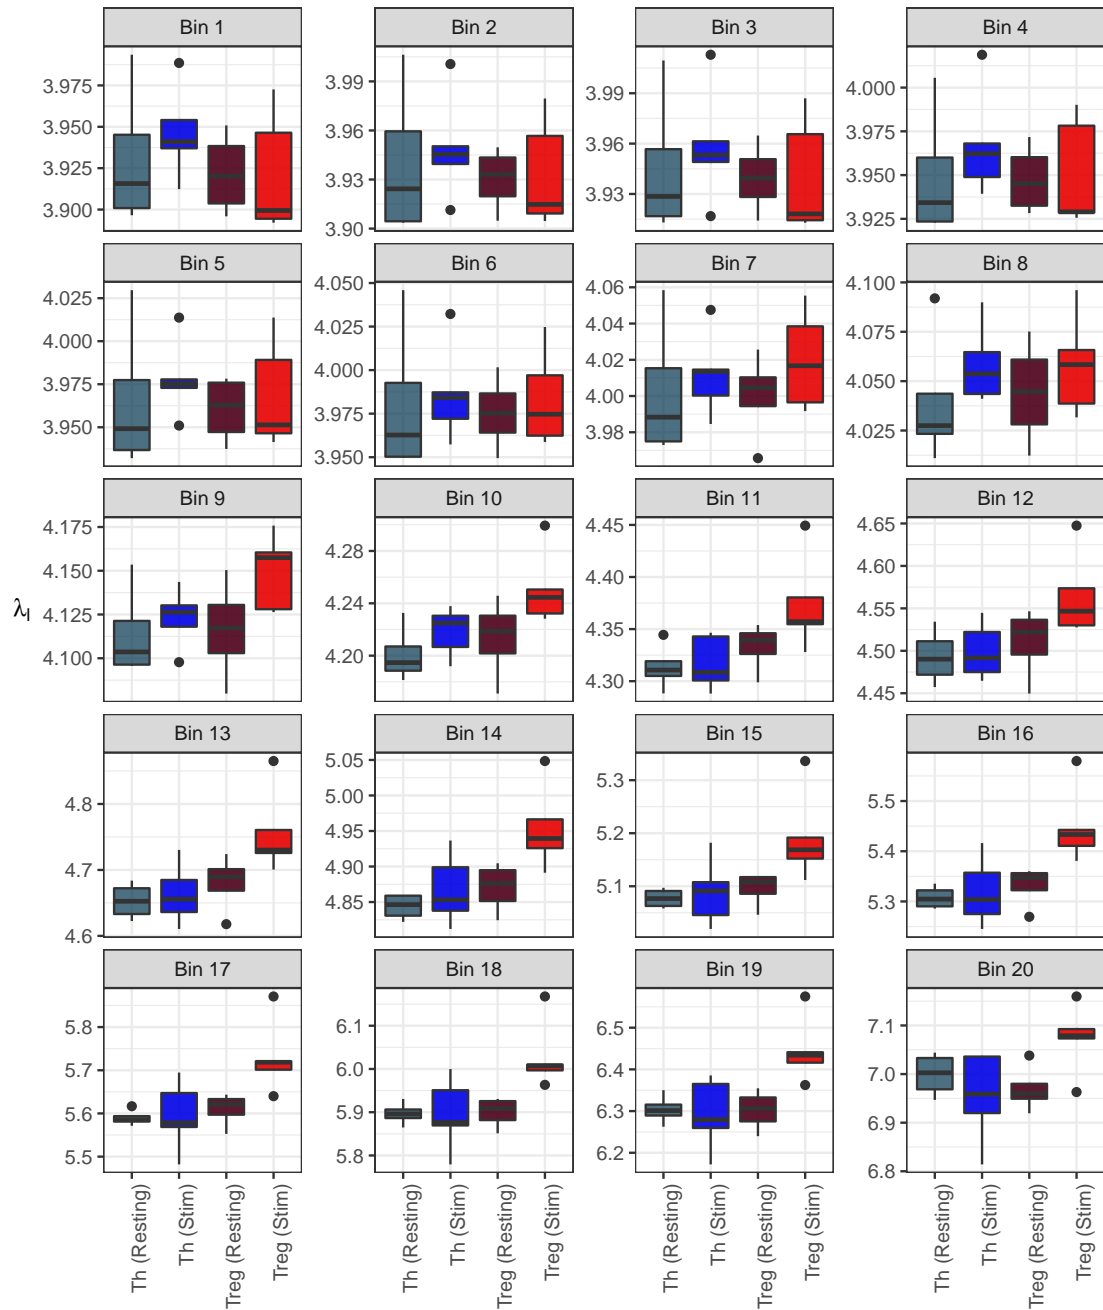 Bin 1 Bin 2 Bin 3 Bin 4
3.975 3.950 3.925 3.900
3.99 3.96 3.93 3.90
3.99 3.96 3.93
4.000 3.975 3.950 3.925
Bin 5 Bin 6 Bin 7 Bin 8
4.025 4.000 3.975 3.950
4.050 4.025 4.000 3.975 3.950
4.06 4.04 4.02 4.00 3.98
4.100 4.075 4.050 4.025
Bin 9 Bin 10 Bin 11 Bin 12
4.175 4.150 4.125 4.100
4.28 4.24 4.20
4.45 4.40 4.35 4.30
4.65 4.60 4.55 4.50 4.45
λl
Bin 13 Bin 14 Bin 15 Bin 16
4.8 4.7 4.6
5.05 5.00 4.95 4.90 4.85
5.3 5.2 5.1
5.5 5.4 5.3
Bin 17 Bin 18 Bin 19 Bin 20
5.8 5.7 5.6 5.5
6.1 6.0 5.9 5.8
6.5 6.4 6.3 6.2
7.1 7.0 6.9 6.8
Th (Resting) Th (Stim) Treg (Resting) Treg (Stim)
Th (Resting) Th (Stim) Treg (Resting) Treg (Stim)
Th (Resting) Th (Stim) Treg (Resting) Treg (Stim)
Th (Resting) Th (Stim) Treg (Resting) Treg (Stim)